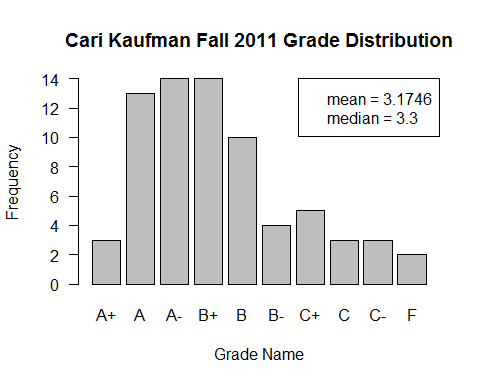 Cari Kaufman Fall 2011 Grade Distribution
mean = 3.1746
median = 3.3
Frequency
14
12
10
8
6
4
2
0
A+ A A- B+ B B- C+ C C- F
Grade Name